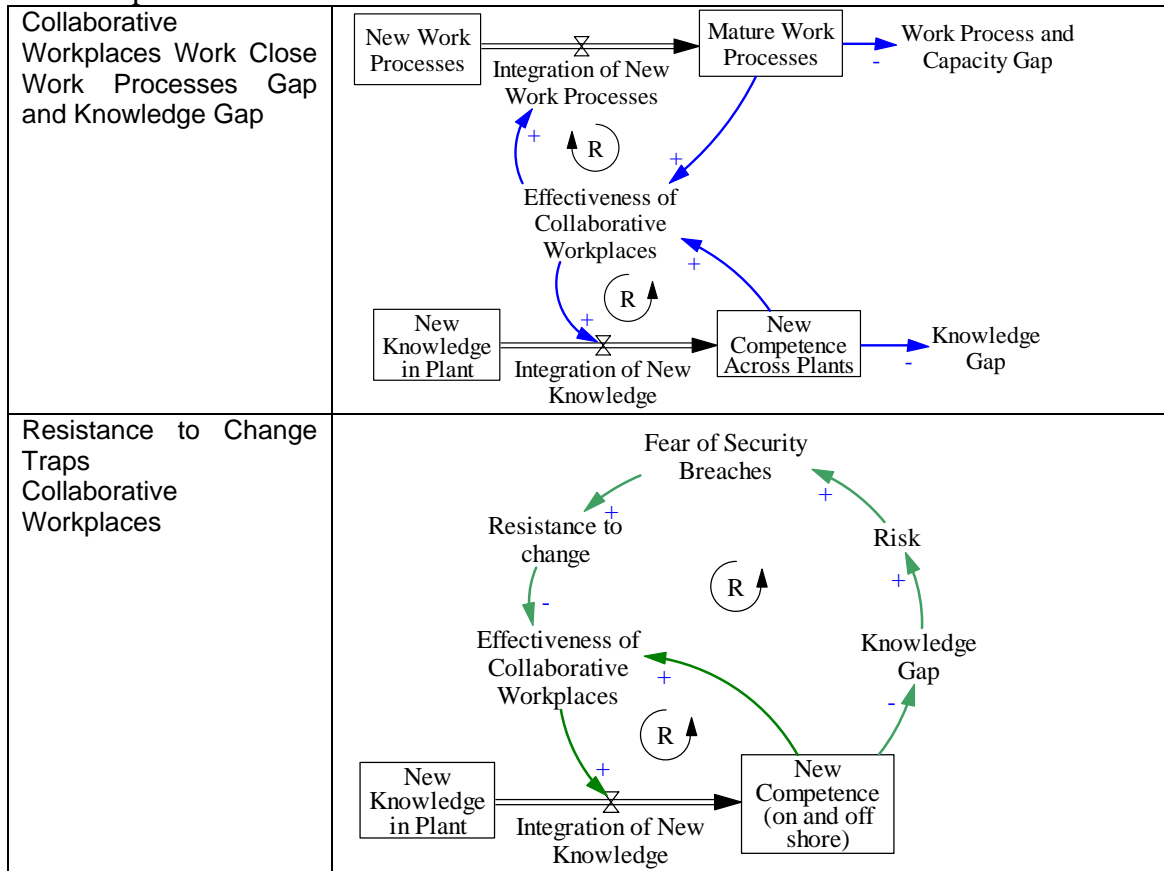 Collaborative
Workplaces Work Close
Work Processes Gap
and Knowledge Gap
New Work
Processes
Integration of New
Work Processes
Mature Work
Processes
Work Process and
Capacity Gap
-
+
R
+
Effectiveness of
Collaborative
Workplaces
+
R
+
New
Knowledge
in Plant
Integration of New
Knowledge
New
Competence
Across Plants
Knowledge
Gap
-
Resistance to Change
Traps
Collaborative
Workplaces
Fear of Security
Breaches
+
+
Resistance to
change
Risk
R
+
-
Effectiveness of
Collaborative
Workplaces
Knowledge
Gap
+
-
R
+
New
Knowledge
in Plant
Integration of New
Knowledge
New
Competence
(on and off
shore)